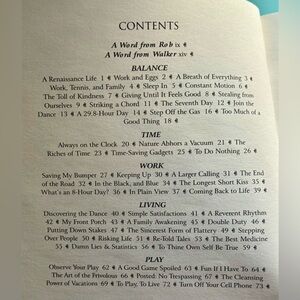 CONTENTS
A Word from Rob ix ¶
A Word from Walker xiv ¶
BALANCE
A Renaissance Life 1 ¶ Work and Eggs 2 ¶ A Breath of Everything 3 ¶
Work, Tennis, and Family 4 ¶ Sleep In 5 ¶ Constant Motion 6 ¶
The Toll of Kindness 7 ¶ Giving Until It Feels Good 8 ¶ Stealing from
Ourselves 9 ¶ Striking a Chord 11 ¶ The Seventh Day 12 ¶ Join the
Dance 13 ¶ A 29.8-Hour Day 14 ¶ Step Off the Gas 16 ¶ Too Much of a
Good Thing 18 ¶
TIME
Always on the Clock 20 ¶ Nature Abhors a Vacuum 21 ¶ The
Riches of Time 23 ¶ Time-Saving Gadgets 25 ¶ To Do Nothing 26 ¶
WORK
Saving My Bumper 27 ¶ Keeping Up 30 ¶ A Larger Calling 31 ¶ The End
of the Road 32 ¶ In the Black, and Blue 34 ¶ The Longest Short Kiss 35 ¶
What's an 8-Hour Day? 36 ¶ In Plain View 37 ¶ Coming Back to Life 39 ¶
LIVING
Discovering the Dance 40 ¶ Simple Satisfactions 41 ¶ A Reverent Rhythm
42 ¶ My Front Porch 43 ¶ A Family Awakening 45 ¶ Double Duty 46 ¶
Putting Down Stakes 47 ¶ The Sincerest Form of Flattery 49 ¶ Stepping
Over People 50 ¶ Risking Life 51 ¶ Re-Told Tales 53 ¶ The Best Medicine
55 ¶ Damn Lies & Statistics 56 ¶ To Thine Own Self Be True 59 ¶
PLAY
Observe Your Play 62 ¶ A Good Game Spoiled 63 ¶ Fun If I Have To 64 ¶
The Art of the Frivolous 66 ¶ Posted: No Trespassing 67 ¶ The Cleansing
Power of Vacations 69 ¶ To Play, To Live 72 ¶ Turn Off Your Cell Phone 73 ¶